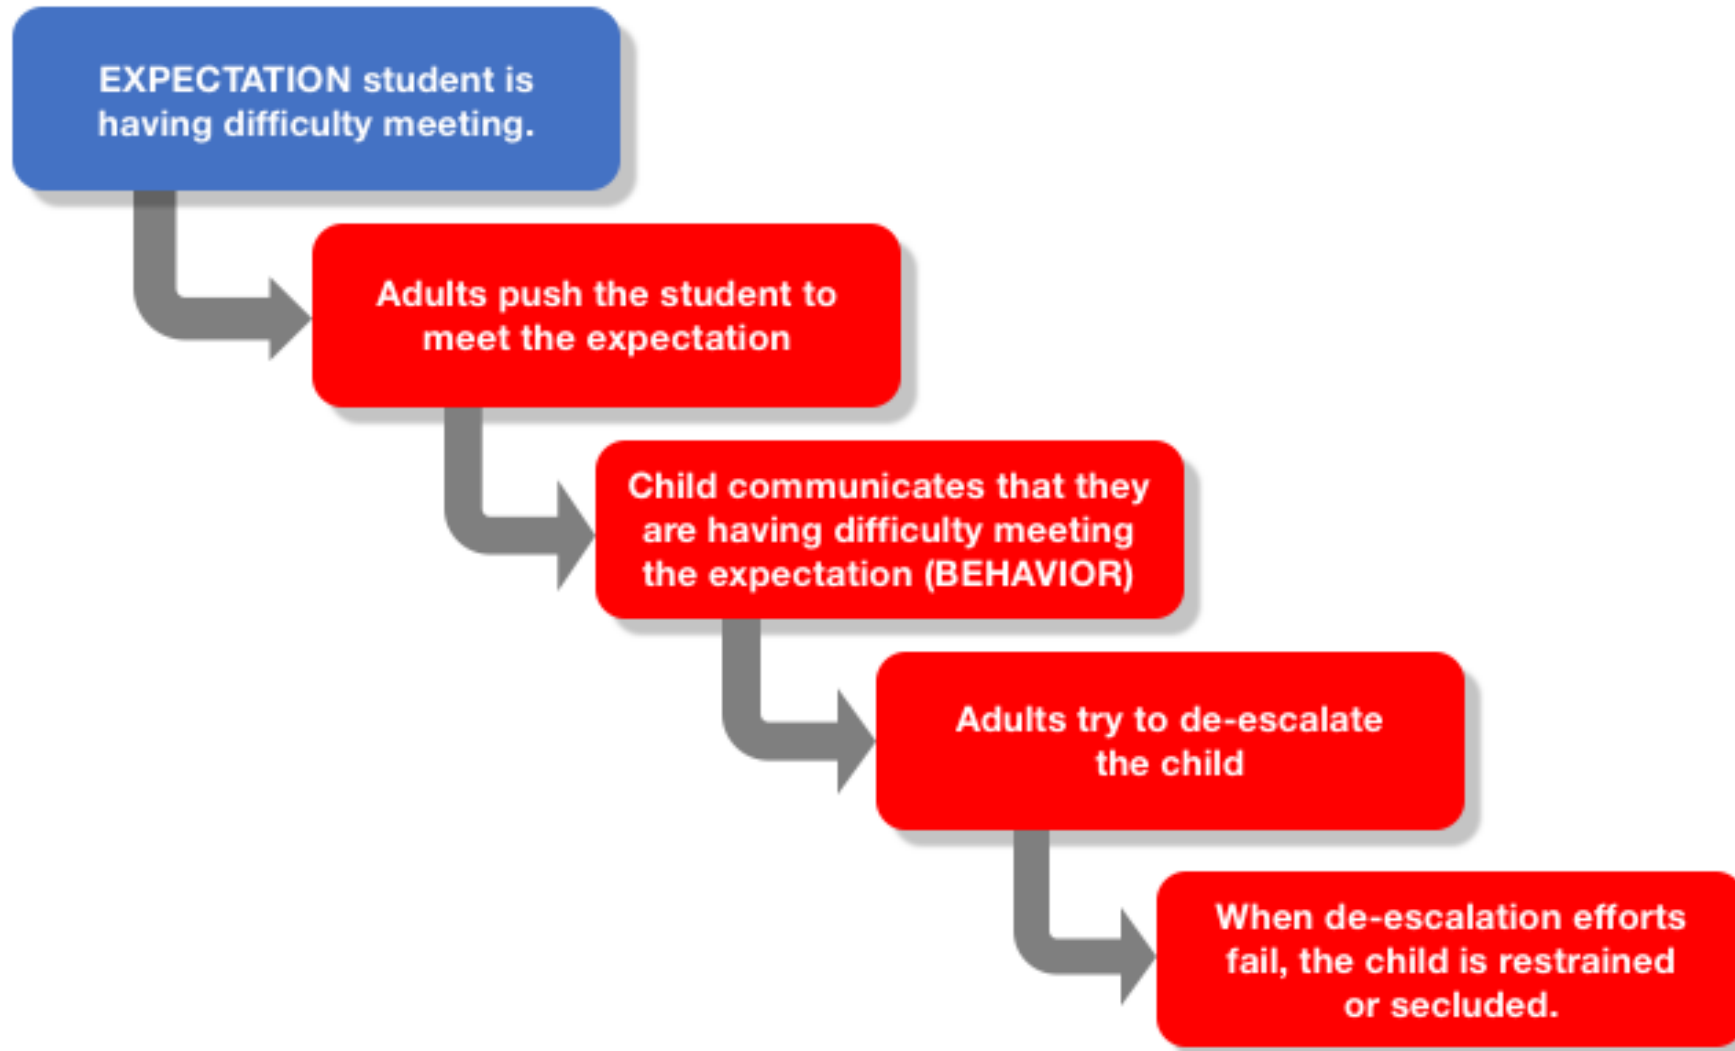 EXPECTATION student is
having difficulty meeting.
Adults push the student to
meet the expectation
Child communicates that they
are having difficulty meeting
the expectation (BEHAVIOR)
Adults try to de-escalate
the child
When de-escalation efforts
fail, the child is restrained
or secluded.